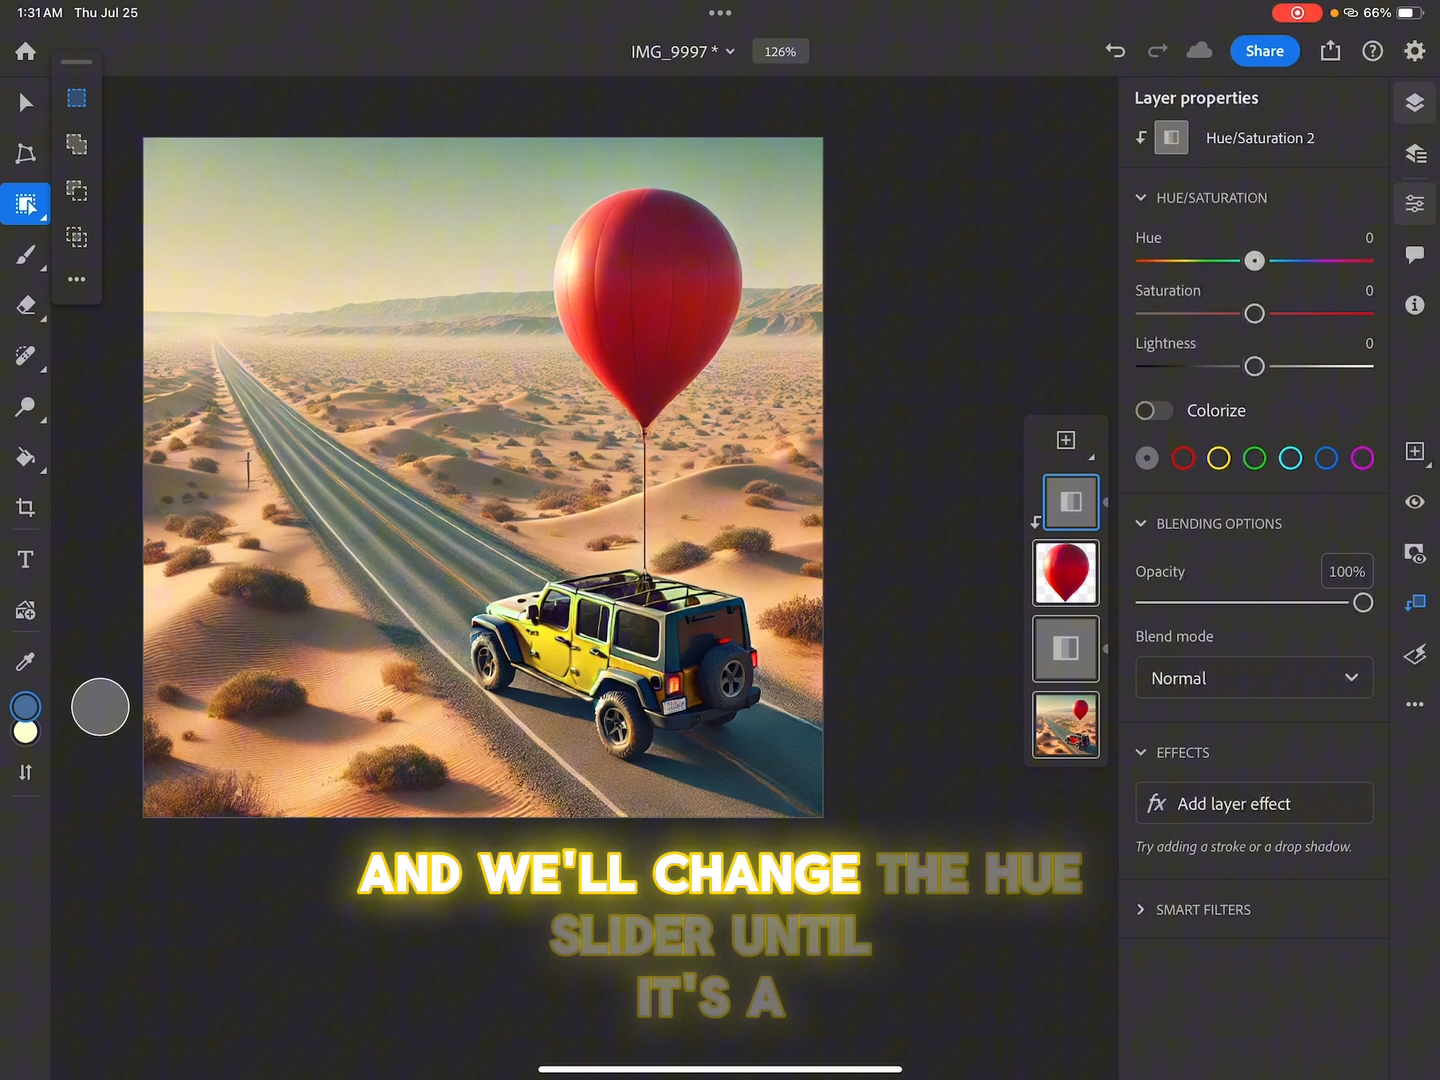 1:31 AM Thu Jul 25
66%
IMG_9997 *
126%
Share
Layer properties
Hue/Saturation 2
HUE/SATURATION
Hue 0
Saturation 0
Lightness 0
Colorize
BLENDING OPTIONS
Opacity 100%
Blend mode
Normal
EFFECTS
fx Add layer effect
Try adding a stroke or a drop shadow.
SMART FILTERS
T
AND WE'LL CHANGE THE HUE
SLIDER UNTIL
IT'S A